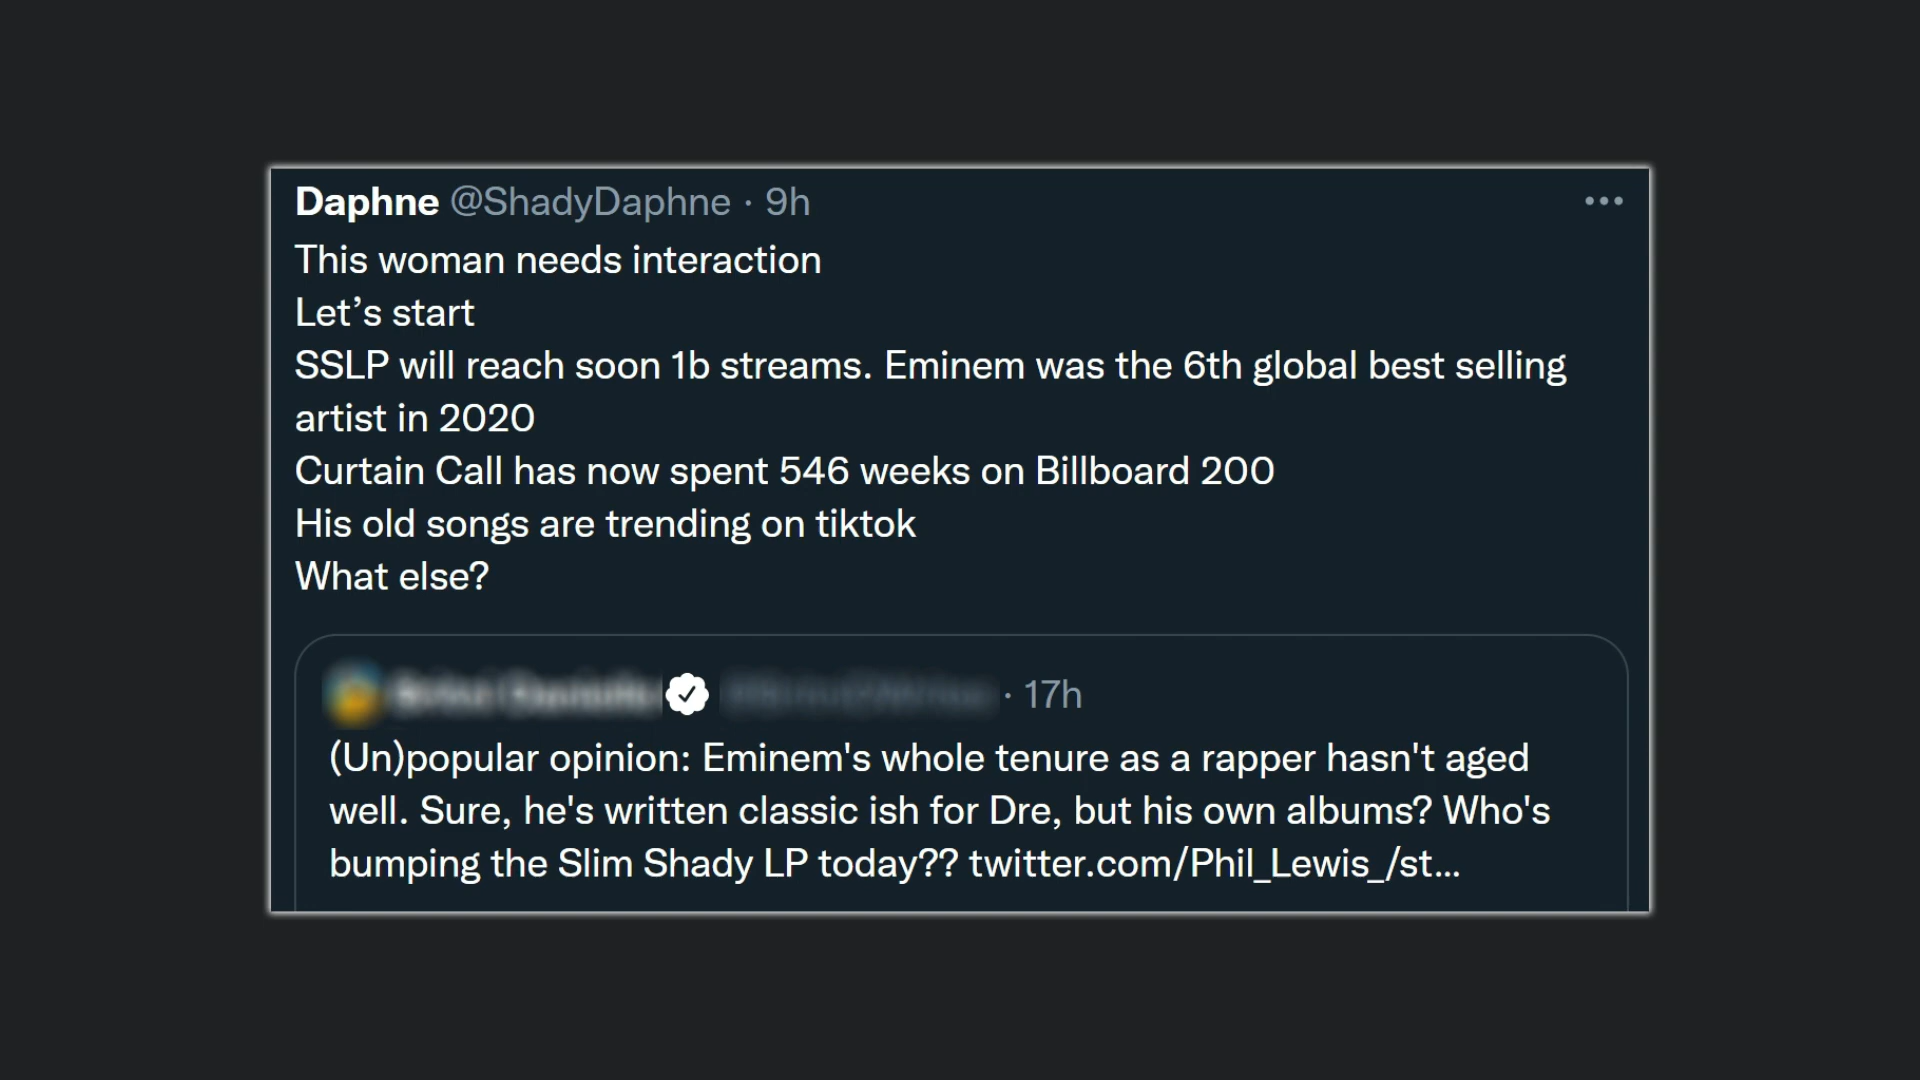 Daphne @ShadyDaphne · 9h
This woman needs interaction
Let’s start
SSLP will reach soon 1b streams. Eminem was the 6th global best selling
artist in 2020
Curtain Call has now spent 546 weeks on Billboard 200
His old songs are trending on tiktok
What else?
· 17h
(Un)popular opinion: Eminem's whole tenure as a rapper hasn't aged
well. Sure, he's written classic ish for Dre, but his own albums? Who's
bumping the Slim Shady LP today?? twitter.com/Phil_Lewis_/st...